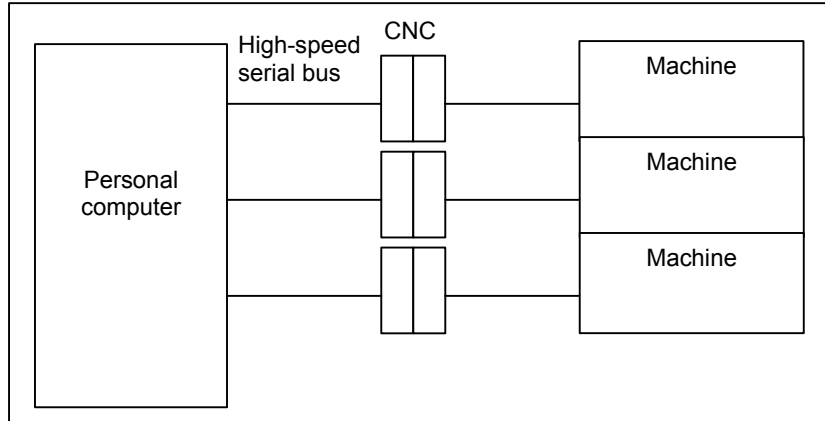 High-speed
serial bus
CNC
Machine
Personal
computer
Machine
Machine